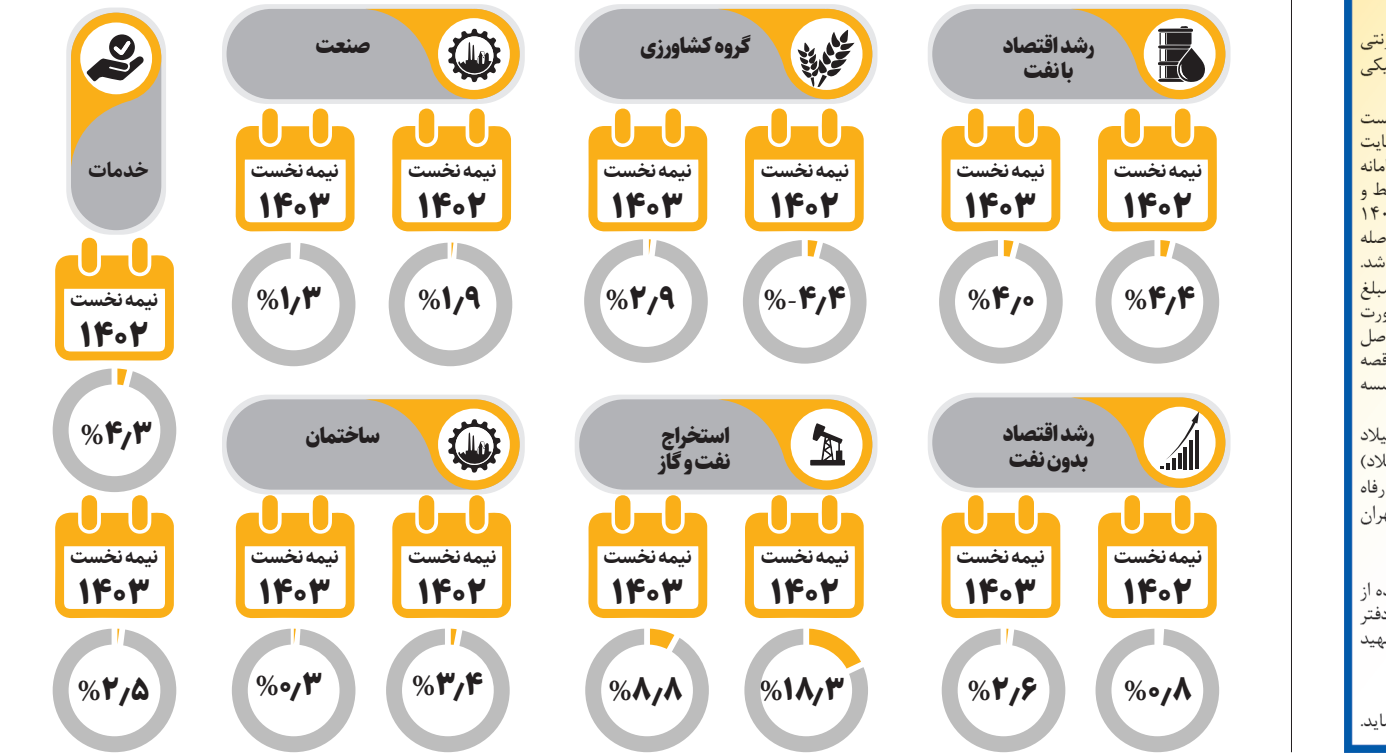 رشد اقتصاد
با نفت
نیمه نخست
۱۴۰۲
%۴٫۴
نیمه نخست
۱۴۰۳
%۴٫۰
گروه کشاورزی
نیمه نخست
۱۴۰۲
%-۴٫۴
نیمه نخست
۱۴۰۳
%۲٫۹
صنعت
نیمه نخست
۱۴۰۲
%۱٫۹
نیمه نخست
۱۴۰۳
%۱٫۳
خدمات
نیمه نخست
۱۴۰۲
%۴٫۳
نیمه نخست
۱۴۰۳
%۲٫۵
رشد اقتصاد
بدون نفت
نیمه نخست
۱۴۰۲
%۰٫۸
نیمه نخست
۱۴۰۳
%۲٫۶
استخراج
نفت و گاز
نیمه نخست
۱۴۰۲
%۱۸٫۳
نیمه نخست
۱۴۰۳
%۸٫۸
ساختمان
نیمه نخست
۱۴۰۲
%۳٫۴
نیمه نخست
۱۴۰۳
%۰٫۳
ط و
شد.
رفاه
ده از